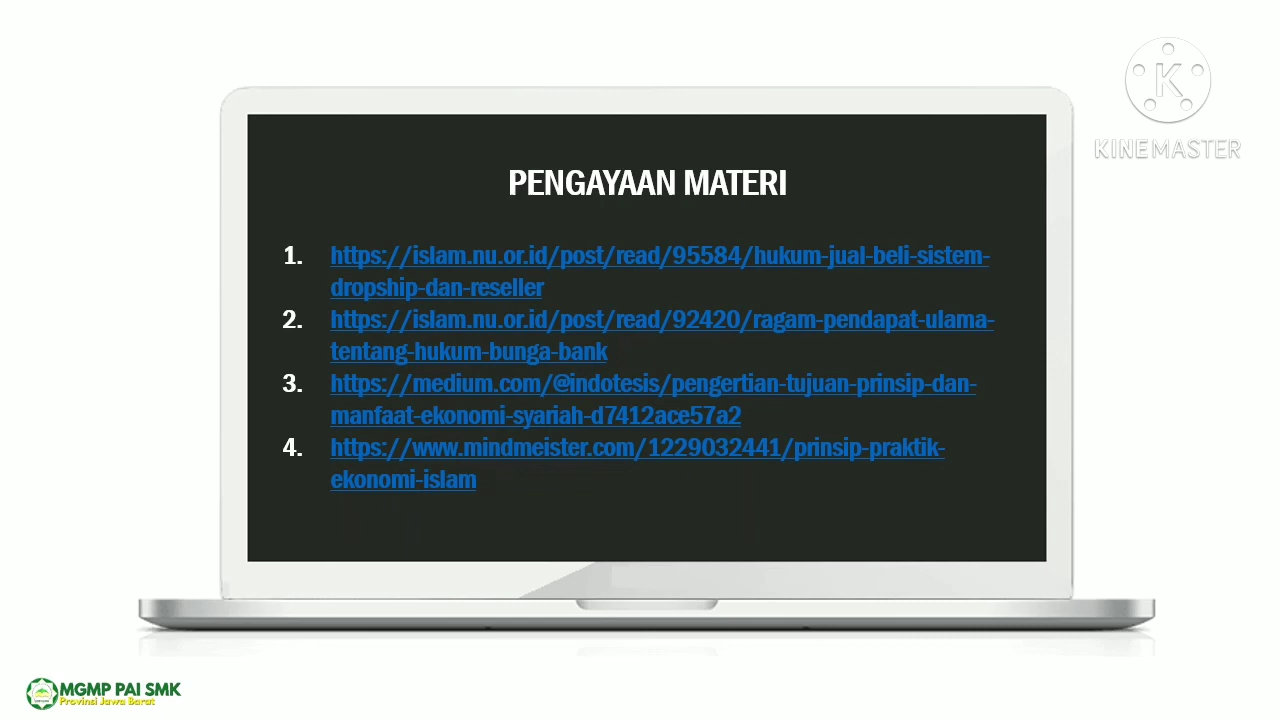 KINEMASTER
PENGAYAAN MATERI
1. https://islam.nu.or.id/post/read/95584/hukum-jual-beli-sistem-
dropship-dan-reseller
2. https://islam.nu.or.id/post/read/92420/ragam-pendapat-ulama-
tentang-hukum-bunga-bank
3. https://medium.com/@indotesis/pengertian-tujuan-prinsip-dan-
manfaat-ekonomi-syariah-d7412ace57a2
4. https://www.mindmeister.com/1229032441/prinsip-praktik-
ekonomi-islam
MGMP PAI SMK
Provinsi Jawa Barat